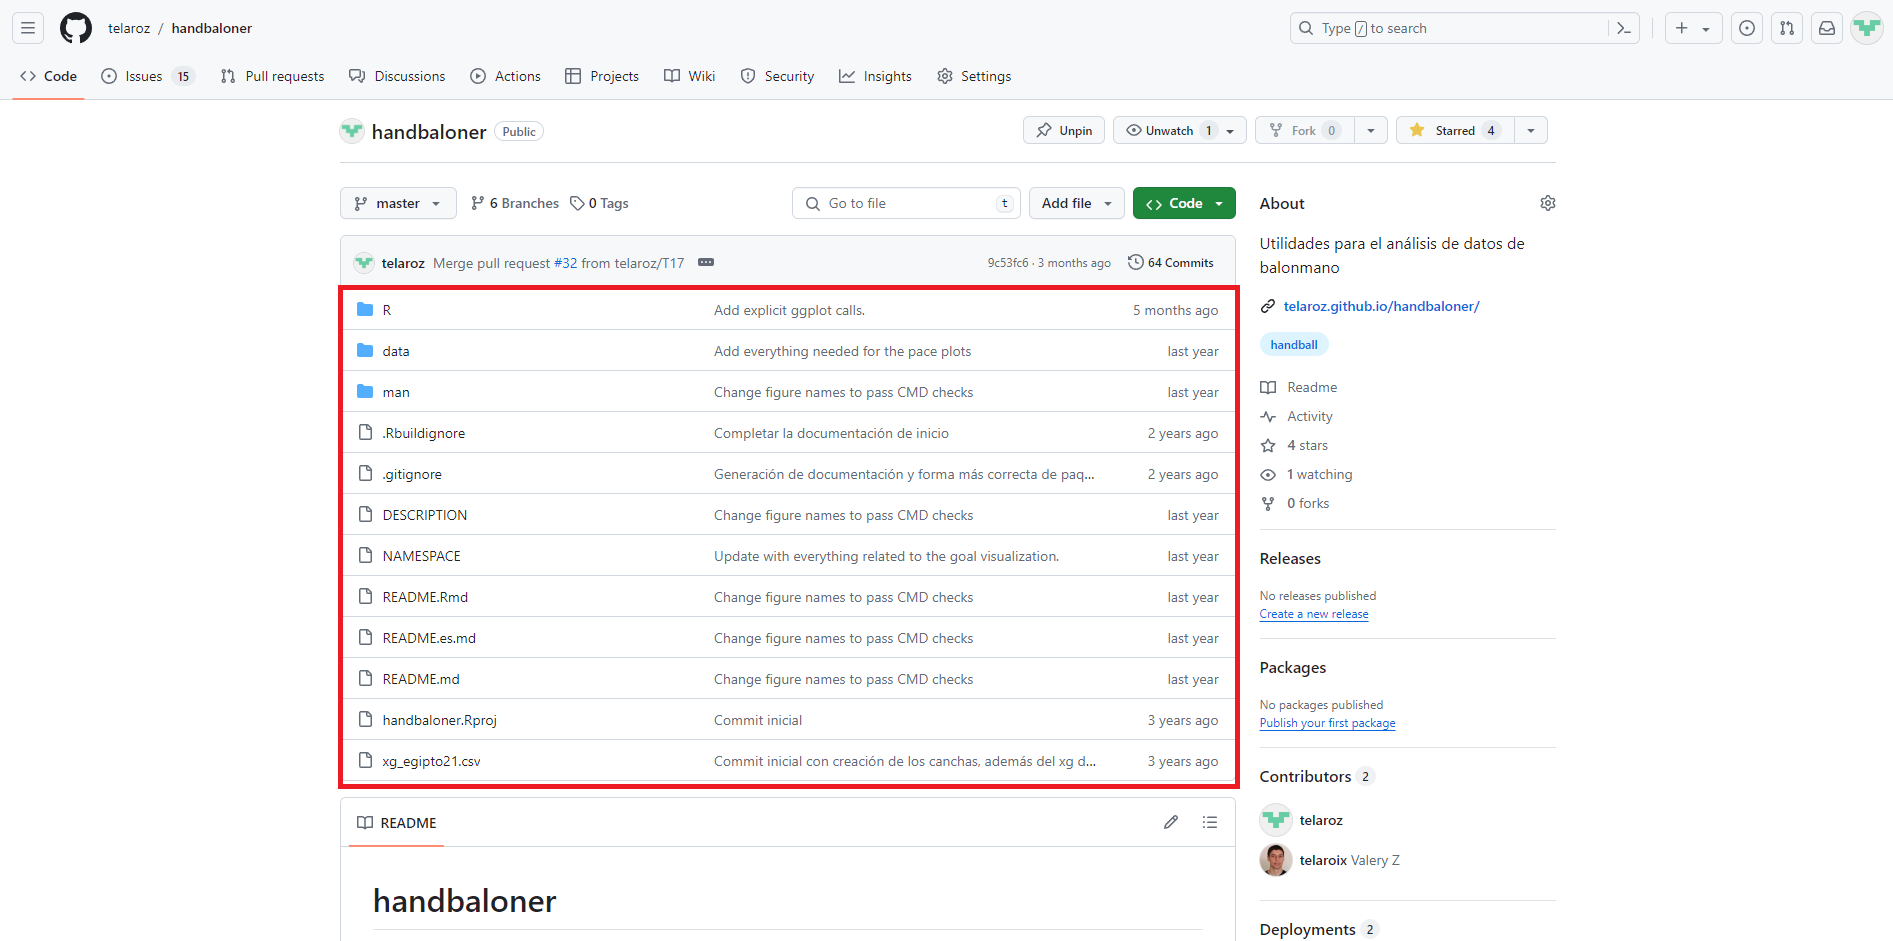 telaroz / handbaloner
Type / to search
Code
Issues 15
Pull requests
Discussions
Actions
Projects
Wiki
Security
Insights
Settings
handbaloner Public
Unpin
Unwatch 1
Fork 0
Starred 4
master
6 Branches
0 Tags
Go to file t
Add file
Code
telaroz Merge pull request #32 from telaroz/T17
9c53fc6 · 3 months ago
64 Commits
R Add explicit ggplot calls. 5 months ago
data Add everything needed for the pace plots last year
man Change figure names to pass CMD checks last year
.Rbuildignore Completar la documentación de inicio 2 years ago
.gitignore Generación de documentación y forma más correcta de paq... 2 years ago
DESCRIPTION Change figure names to pass CMD checks last year
NAMESPACE Update with everything related to the goal visualization. last year
README.Rmd Change figure names to pass CMD checks last year
README.es.md Change figure names to pass CMD checks last year
README.md Change figure names to pass CMD checks last year
handbaloner.Rproj Commit inicial 3 years ago
xg_egipto21.csv Commit inicial con creación de los canchas, además del xg d... 3 years ago
README
handbaloner
About
Utilidades para el análisis de datos de
balonmano
telaroz.github.io/handbaloner/
handball
Readme
Activity
4 stars
1 watching
0 forks
Releases
No releases published
Create a new release
Packages
No packages published
Publish your first package
Contributors 2
telaroz
telaroix Valery Z
Deployments 2